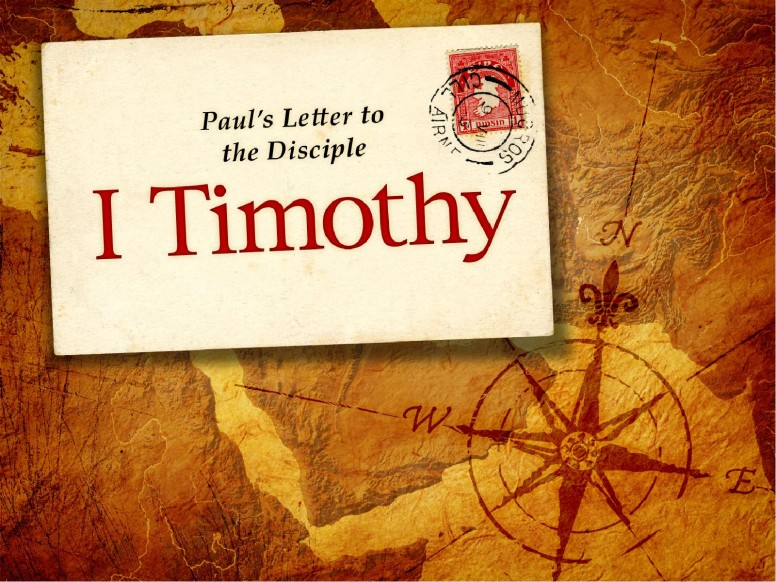 Paul's Letter to
the Disciple
I Timothy
N
W
E